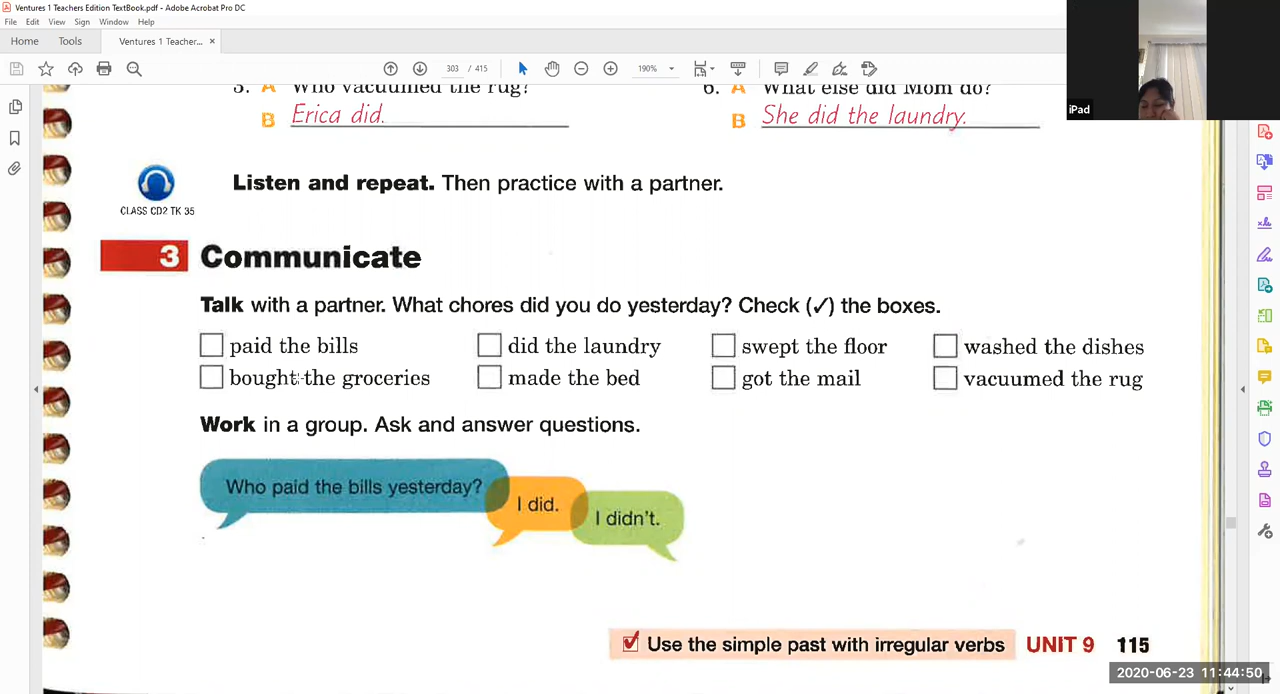 Ventures 1 Teachers Edition TextBook.pdf - Adobe Acrobat Pro DC
File Edit View Sign Window Help
Home Tools Ventures 1 Teacher... ×
303 / 415 190%
iPad
5. A Who vacuumed the rug? 6. A What else did Mom do?
B Erica did. B She did the laundry.
Listen and repeat. Then practice with a partner.
CLASS CD2 TK 35
3 Communicate
Talk with a partner. What chores did you do yesterday? Check (✓) the boxes.
paid the bills did the laundry swept the floor washed the dishes
bought the groceries made the bed got the mail vacuumed the rug
Work in a group. Ask and answer questions.
Who paid the bills yesterday?
I did.
I didn't.
Use the simple past with irregular verbs UNIT 9 115
2020-06-23 11:44:50